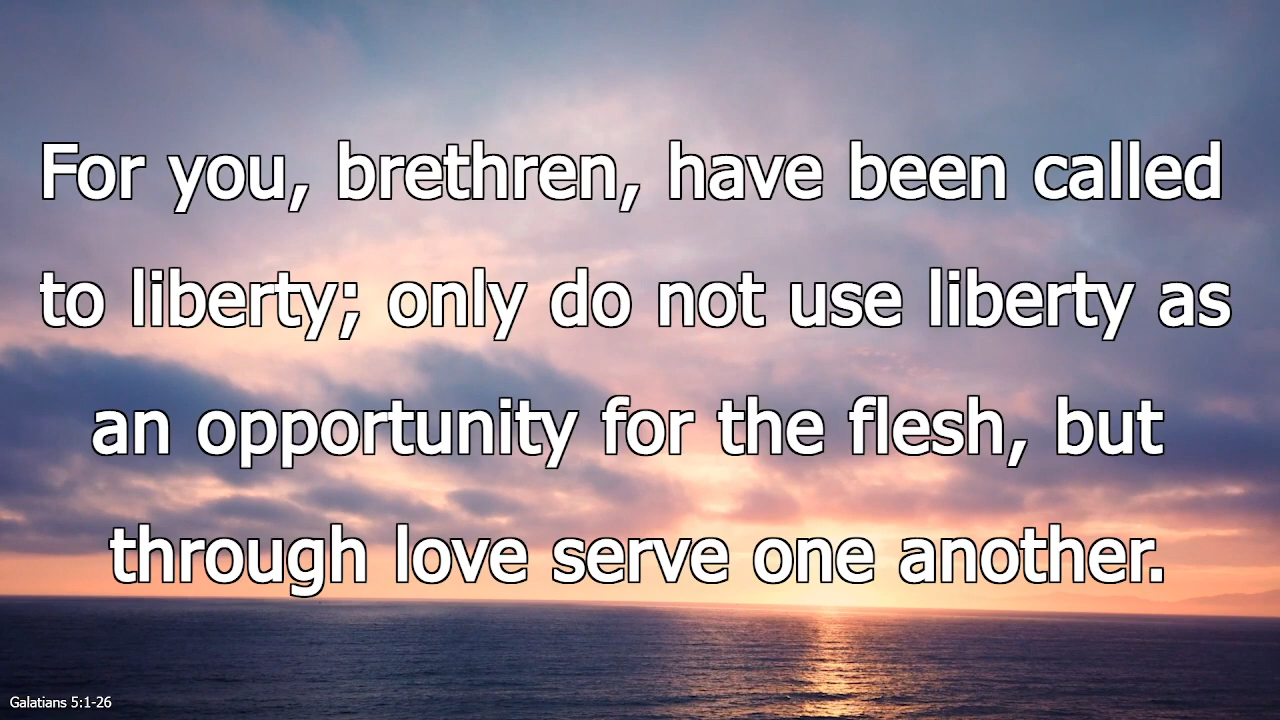 For you, brethren, have been called
to liberty; only do not use liberty as
an opportunity for the flesh, but
through love serve one another.
Galatians 5:1-26